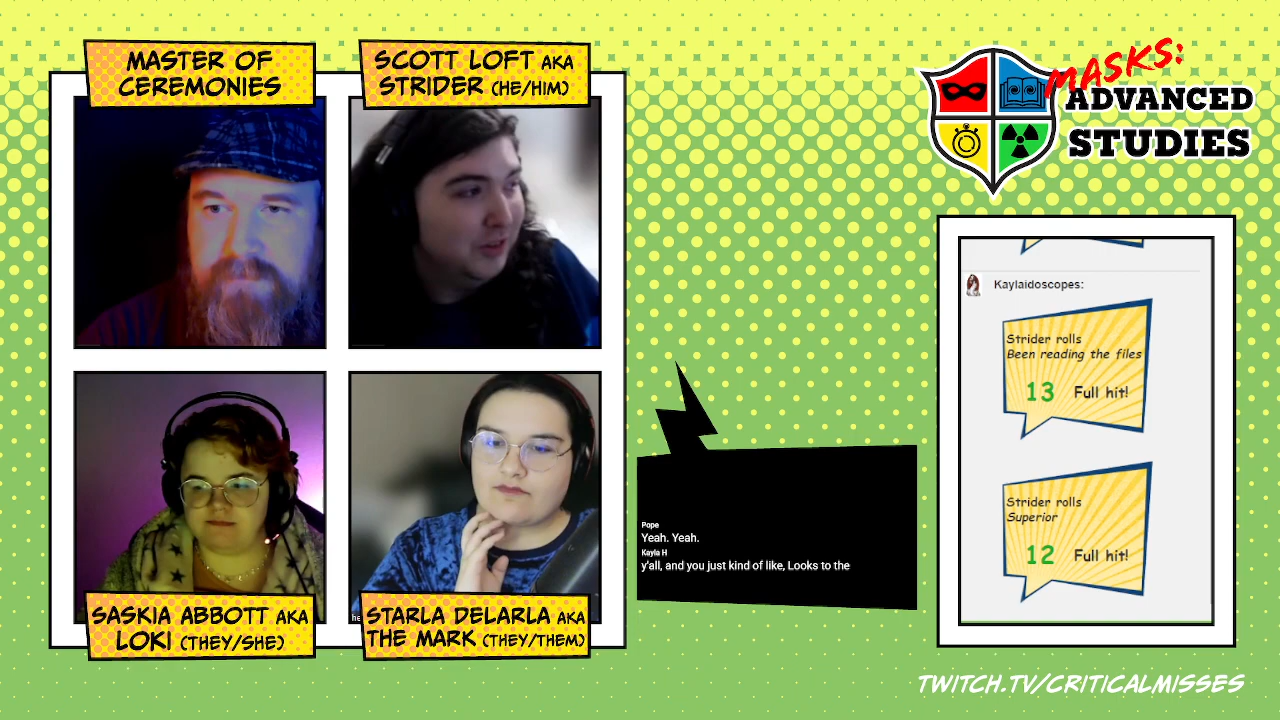 MASTER OF
CEREMONIES
SCOTT LOFT AKA
STRIDER (HE/HIM)
SASKIA ABBOTT AKA
LOKI (THEY/SHE)
STARLA DELARLA AKA
THE MARK (THEY/THEM)
Pope
Yeah. Yeah.
Kayla H
y'all, and you just kind of like, Looks to the
MASKS:
ADVANCED
STUDIES
Kaylaidoscopes:
Strider rolls
Been reading the files
13 Full hit!
Strider rolls
Superior
12 Full hit!
TWITCH.TV/CRITICALMISSES